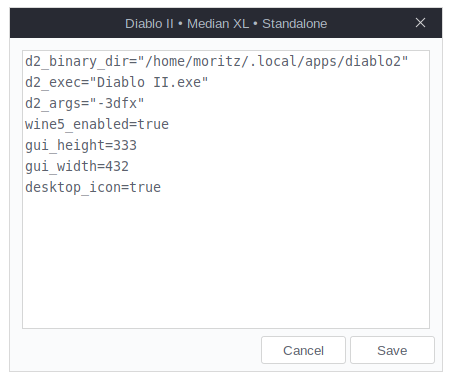 Diablo II • Median XL • Standalone
d2_binary_dir="/home/moritz/.local/apps/diablo2"
d2_exec="Diablo II.exe"
d2_args="-3dfx"
wine5_enabled=true
gui_height=333
gui_width=432
desktop_icon=true
Cancel Save